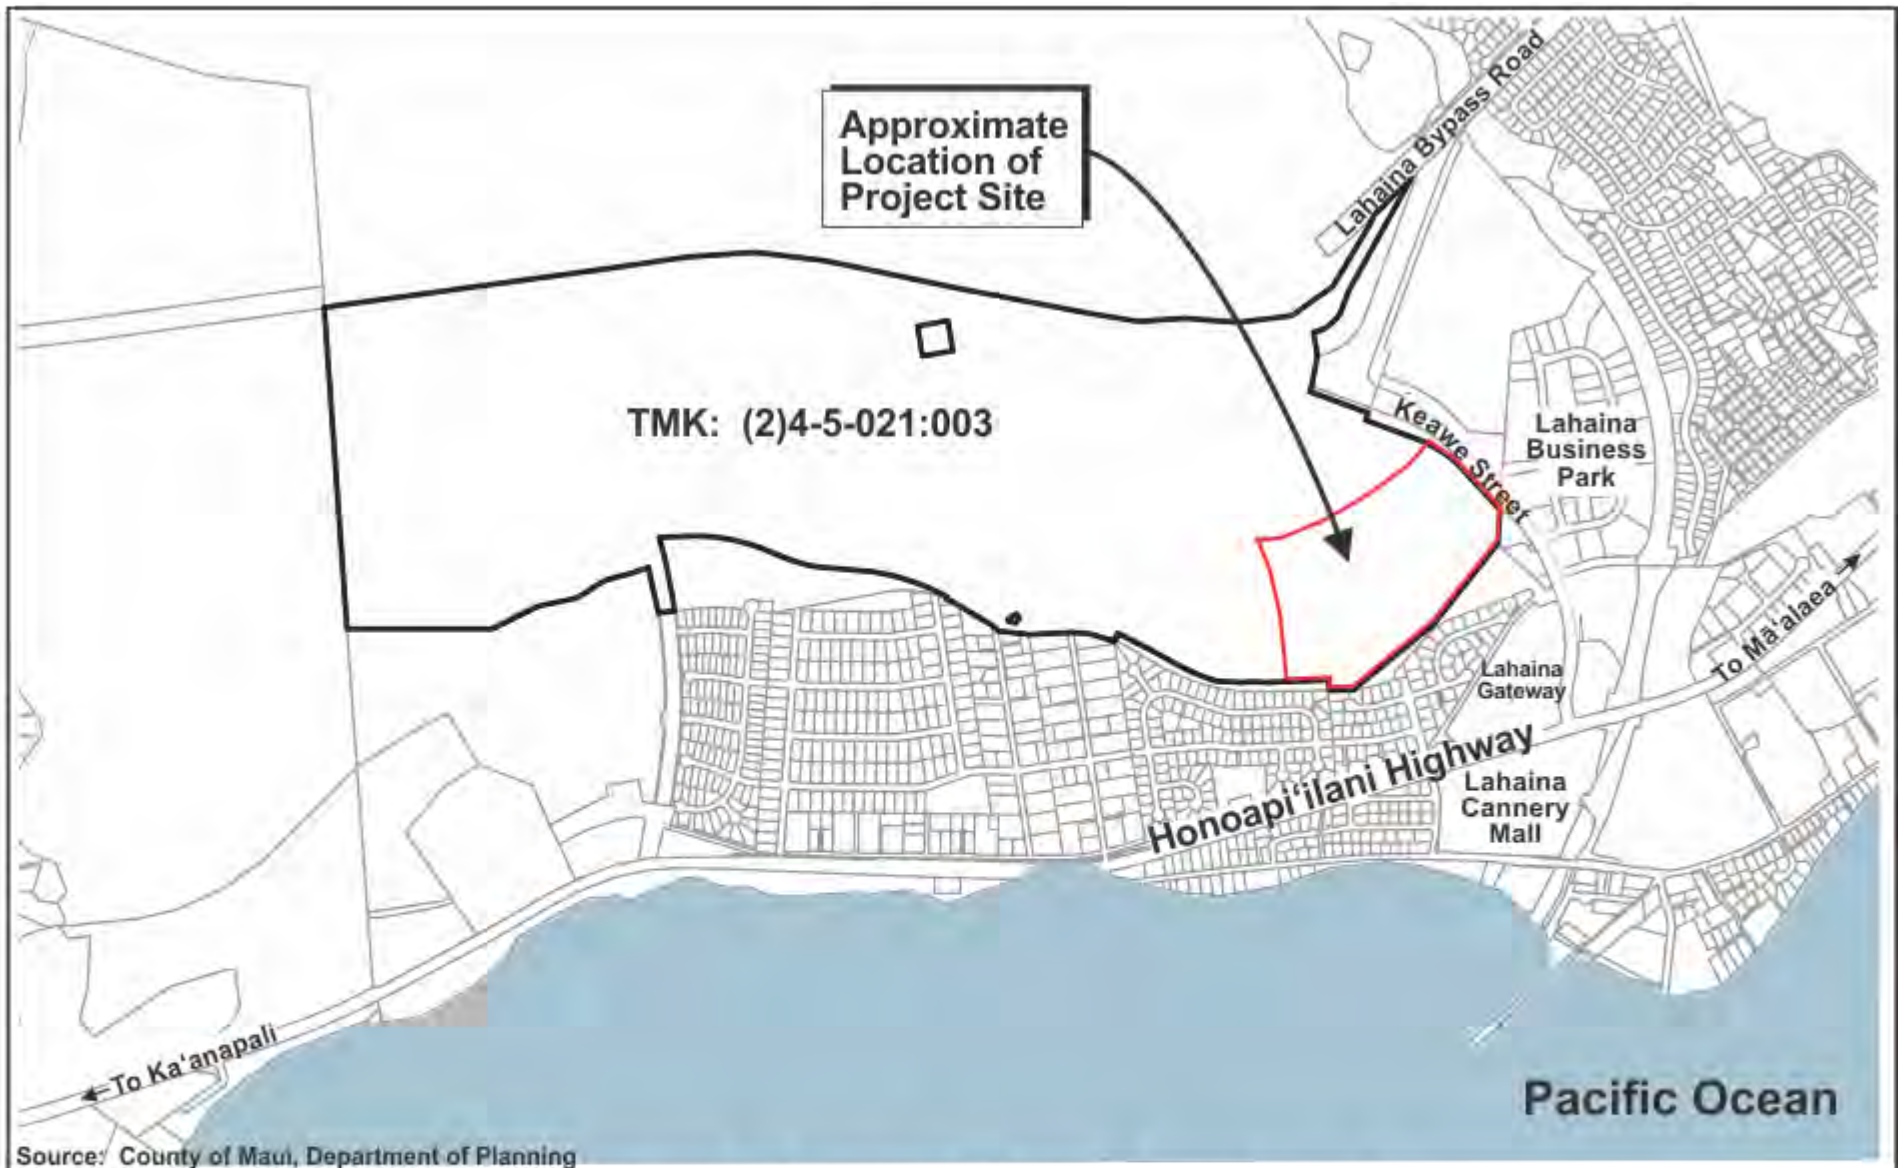 Approximate
Location of
Project Site
Lahaina Bypass Road
TMK: (2)4-5-021:003
Keawe Street
Lahaina
Business
Park
To Mā‘alaea
Lahaina
Gateway
Honoapi‘ilani Highway
Lahaina
Cannery
Mall
To Ka‘anapali
Pacific Ocean
Source: County of Maui, Department of Planning